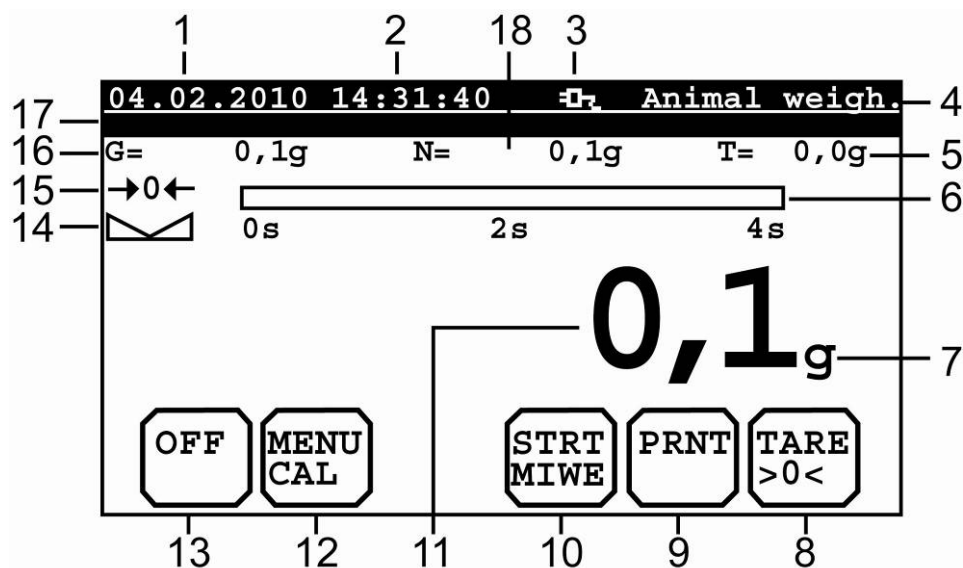 1 2 18 3
04.02.2010 14:31:40 Animal weigh. 4
17
16 G= 0,1g N= 0,1g T= 0,0g 5
15 →0← 6
14 0s 2s 4s
0,1g 7
OFF MENU STRT PRNT TARE
CAL MIWE >0<
13 12 11 10 9 8